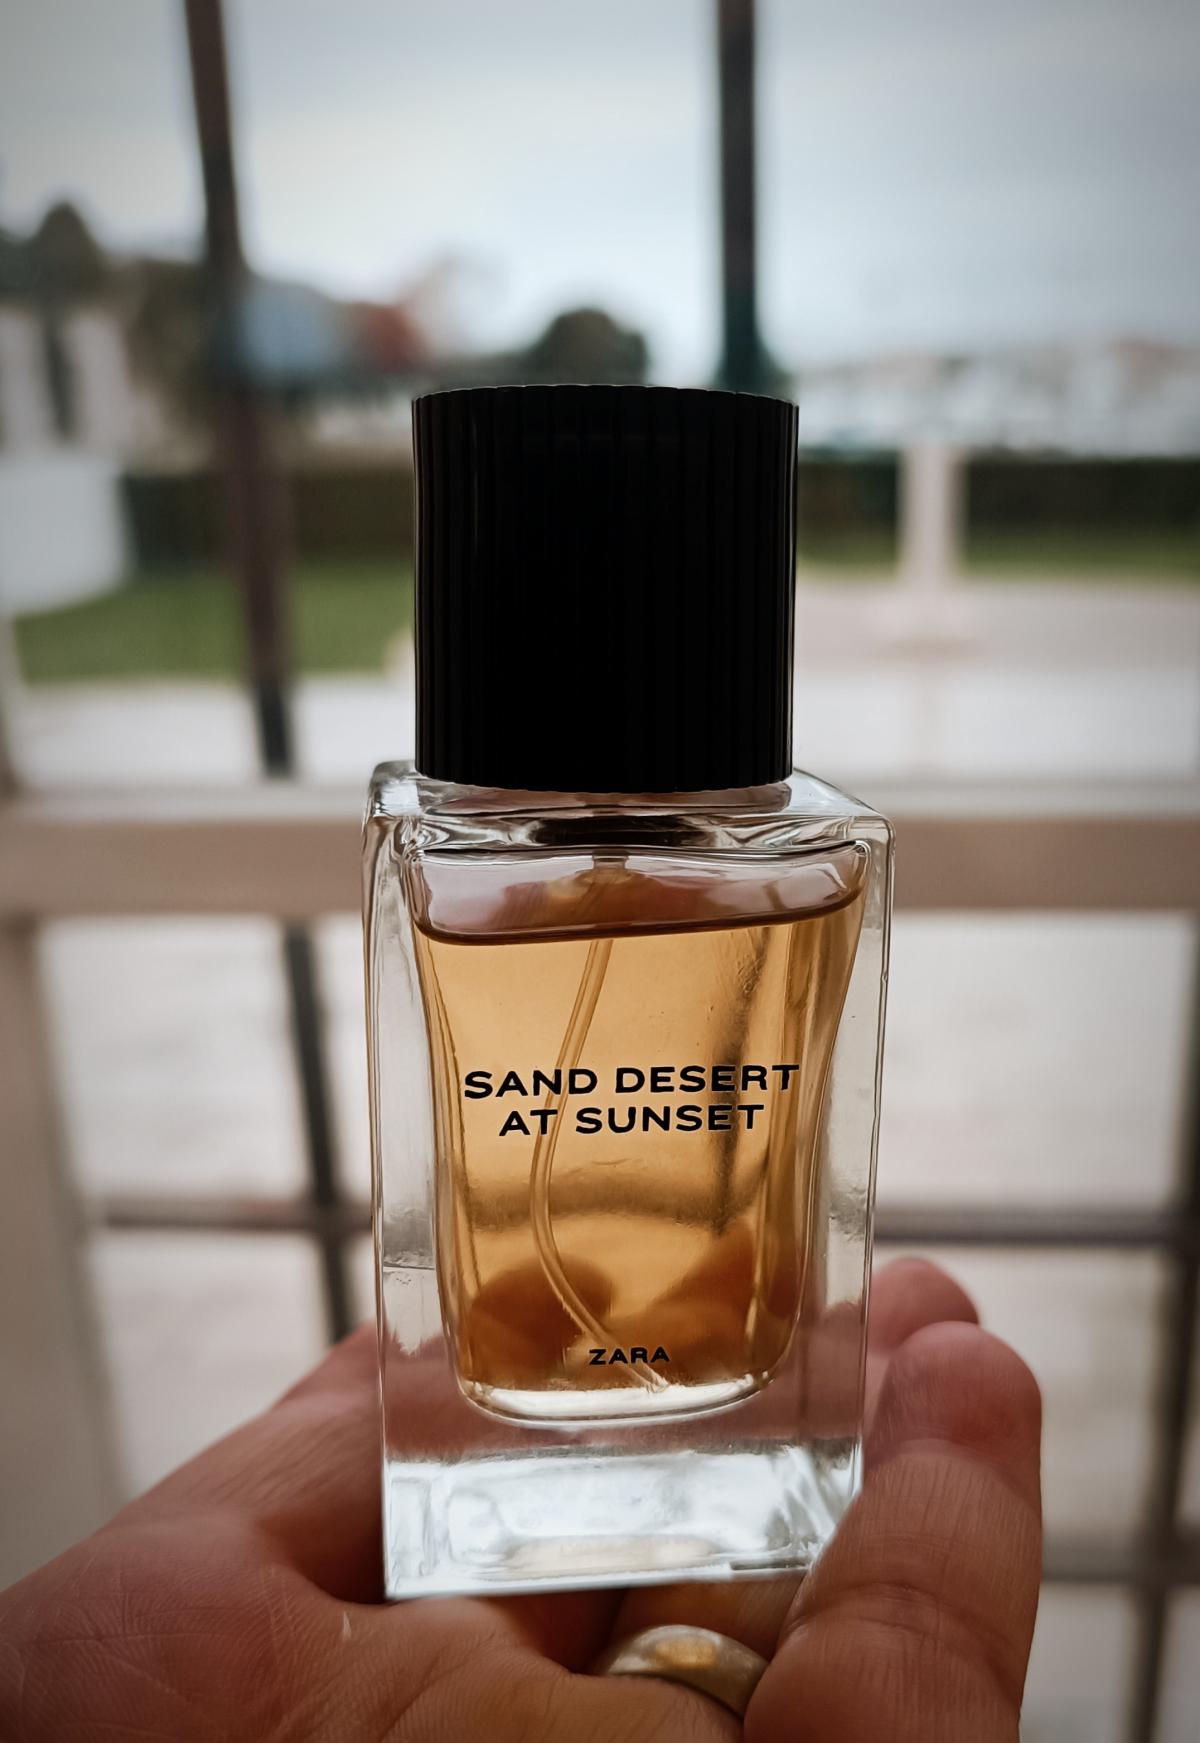 SAND DESERT
AT SUNSET
ZARA